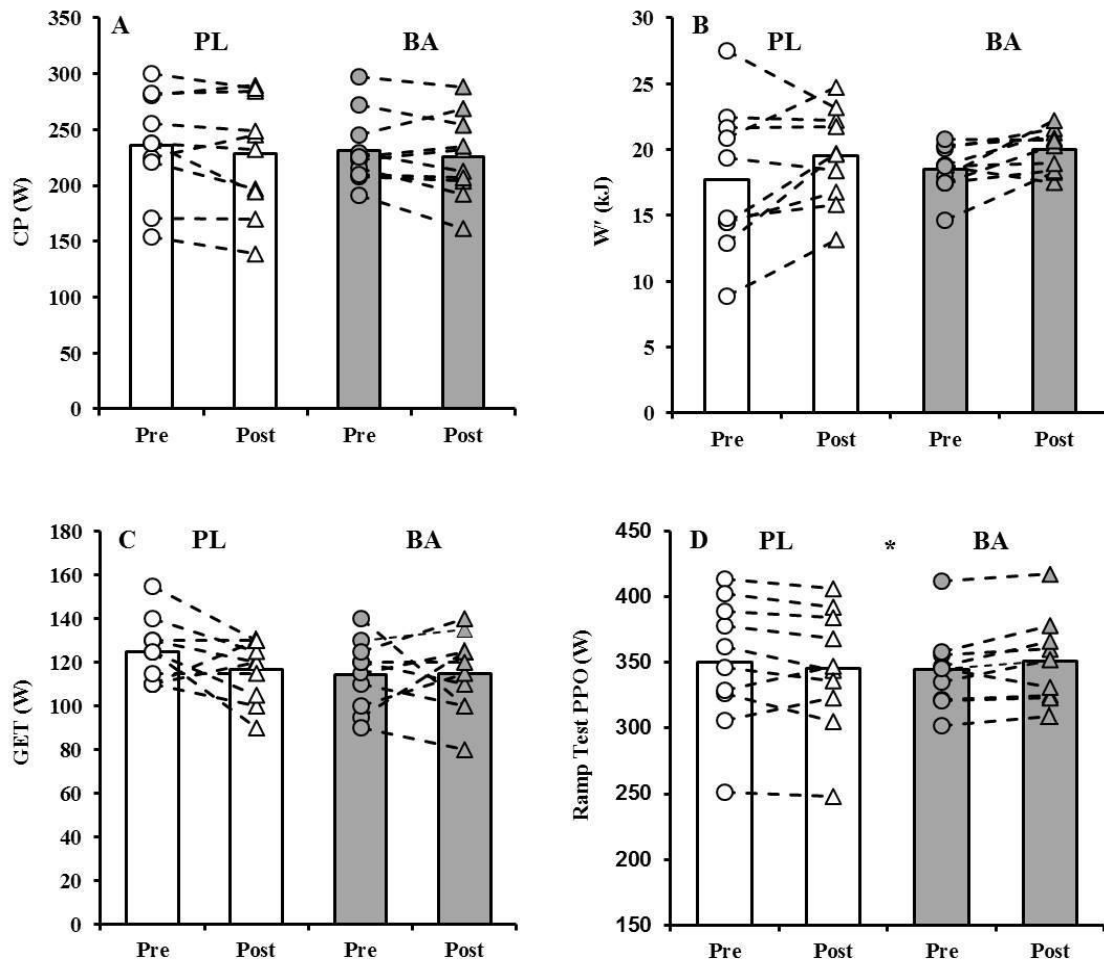 A
PL
BA
CP (W)
350
300
250
200
150
100
50
0
Pre
Post
Pre
Post
B
PL
BA
W' (kJ)
30
25
20
15
10
5
0
Pre
Post
Pre
Post
C
PL
BA
GET (W)
180
160
140
120
100
80
60
40
20
0
Pre
Post
Pre
Post
D
PL
*
BA
Ramp Test PPO (W)
450
400
350
300
250
400
150
Pre
Post
Pre
Post